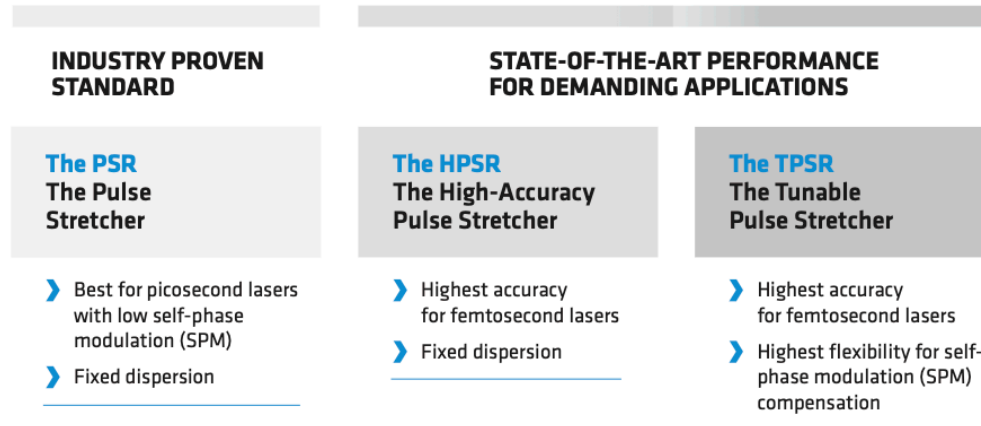 INDUSTRY PROVEN
STANDARD
STATE-OF-THE-ART PERFORMANCE
FOR DEMANDING APPLICATIONS
The PSR
The Pulse
Stretcher
Best for picosecond lasers
with low self-phase
modulation (SPM)
Fixed dispersion
The HPSR
The High-Accuracy
Pulse Stretcher
Highest accuracy
for femtosecond lasers
Fixed dispersion
The TPSR
The Tunable
Pulse Stretcher
Highest accuracy
for femtosecond lasers
Highest flexibility for self-
phase modulation (SPM)
compensation